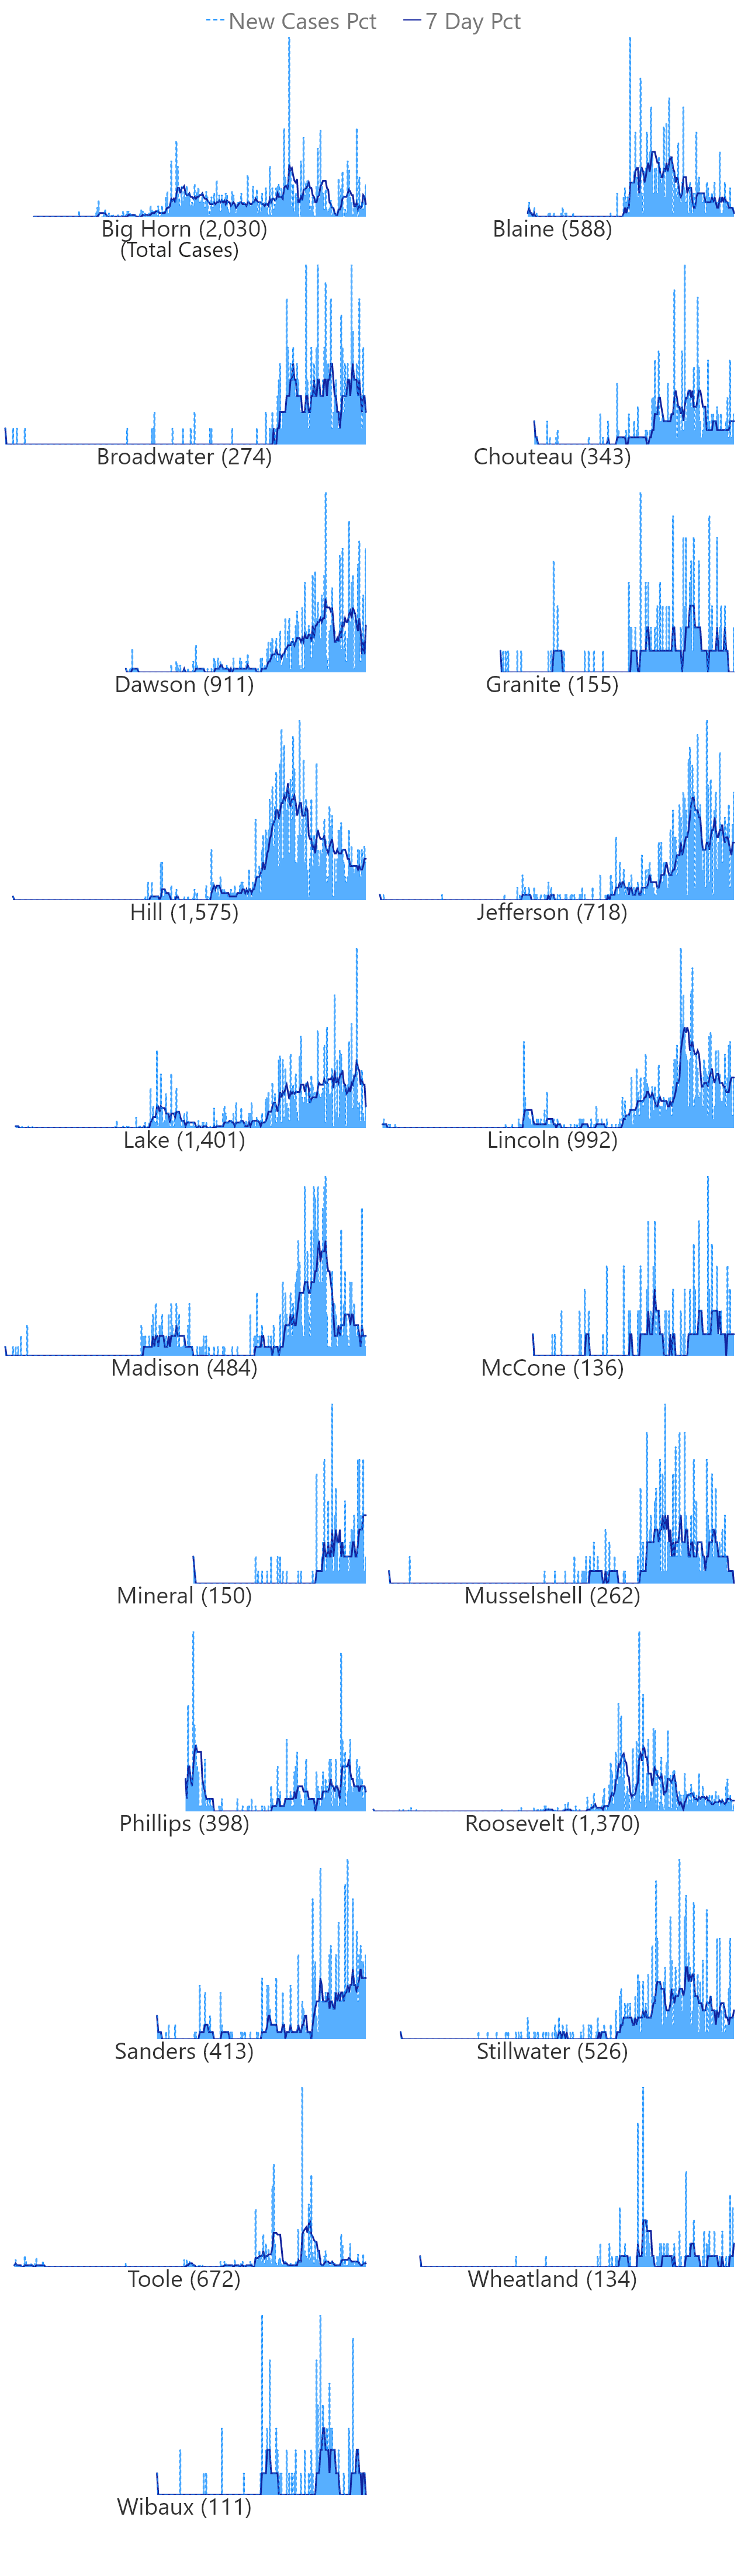 New Cases Pct 7 Day Pct
Big Horn (2,030) Blaine (588)
(Total Cases)
Broadwater (274) Chouteau (343)
Dawson (911) Granite (155)
Hill (1,575) Jefferson (718)
Lake (1,401) Lincoln (992)
Madison (484) McCone (136)
Mineral (150) Musselshell (262)
Phillips (398) Roosevelt (1,370)
Sanders (413) Stillwater (526)
Toole (672) Wheatland (134)
Wibaux (111)